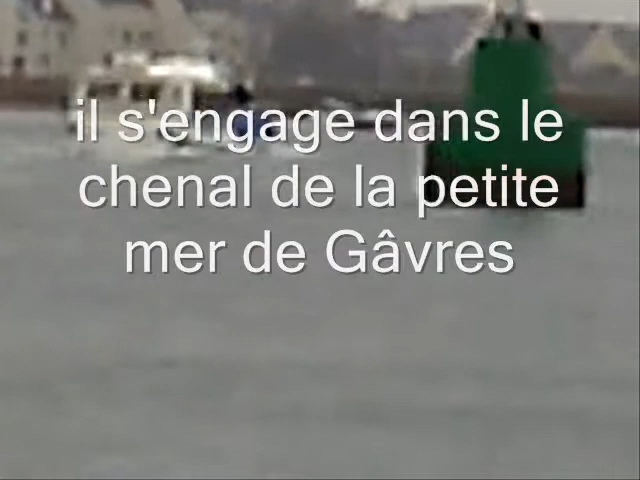 il s'engage dans le
chenal de la petite
mer de Gâvres